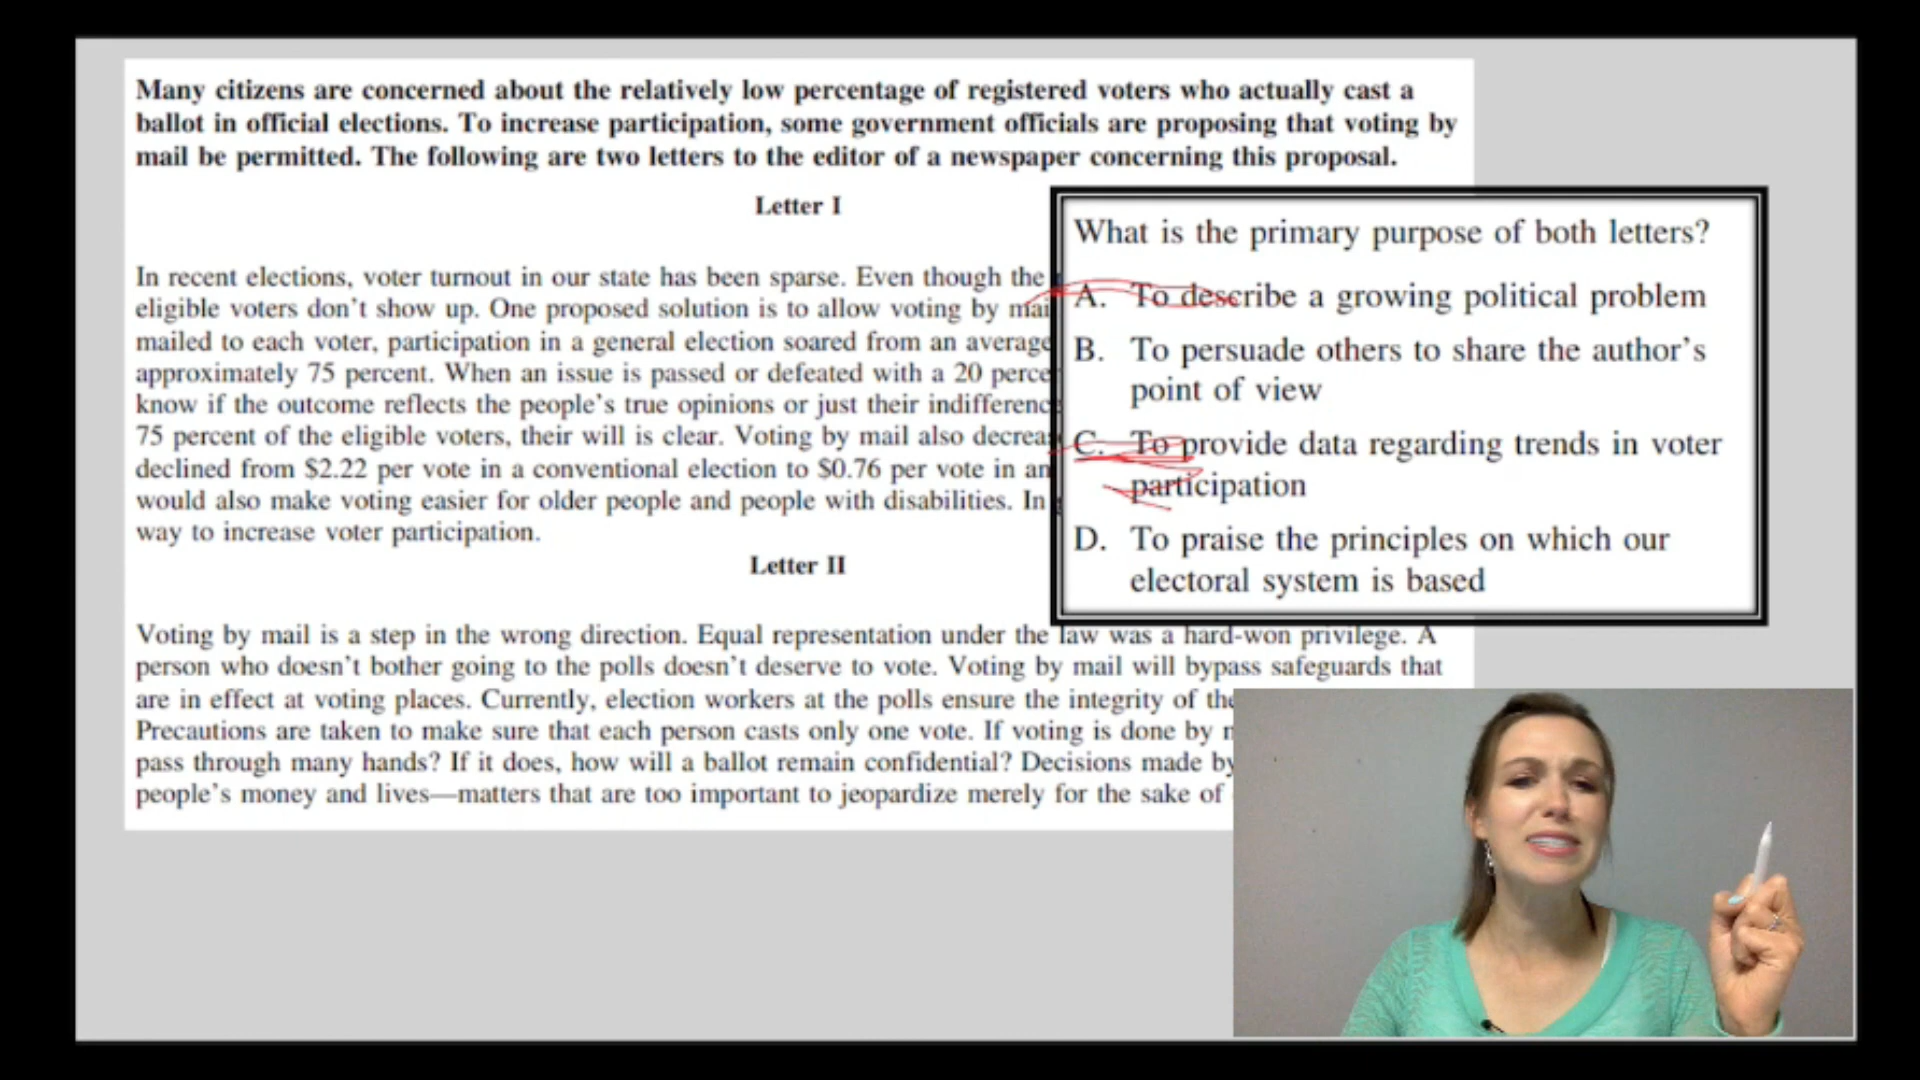 Many citizens are concerned about the relatively low percentage of registered voters who actually cast a
ballot in official elections. To increase participation, some government officials are proposing that voting by
mail be permitted. The following are two letters to the editor of a newspaper concerning this proposal.
Letter I
In recent elections, voter turnout in our state has been sparse. Even though the
eligible voters don't show up. One proposed solution is to allow voting by mai
mailed to each voter, participation in a general election soared from an average
approximately 75 percent. When an issue is passed or defeated with a 20 perce
know if the outcome reflects the people's true opinions or just their indifferenc
75 percent of the eligible voters, their will is clear. Voting by mail also decrea
declined from $2.22 per vote in a conventional election to $0.76 per vote in an
would also make voting easier for older people and people with disabilities. In
way to increase voter participation.
Letter II
Voting by mail is a step in the wrong direction. Equal representation under the law was a hard-won privilege. A
person who doesn't bother going to the polls doesn't deserve to vote. Voting by mail will bypass safeguards that
are in effect at voting places. Currently, election workers at the polls ensure the integrity of the
Precautions are taken to make sure that each person casts only one vote. If voting is done by
pass through many hands? If it does, how will a ballot remain confidential? Decisions made by
people's money and lives—matters that are too important to jeopardize merely for the sake of
What is the primary purpose of both letters?
A. To describe a growing political problem
B. To persuade others to share the author's
point of view
C. To provide data regarding trends in voter
participation
D. To praise the principles on which our
electoral system is based